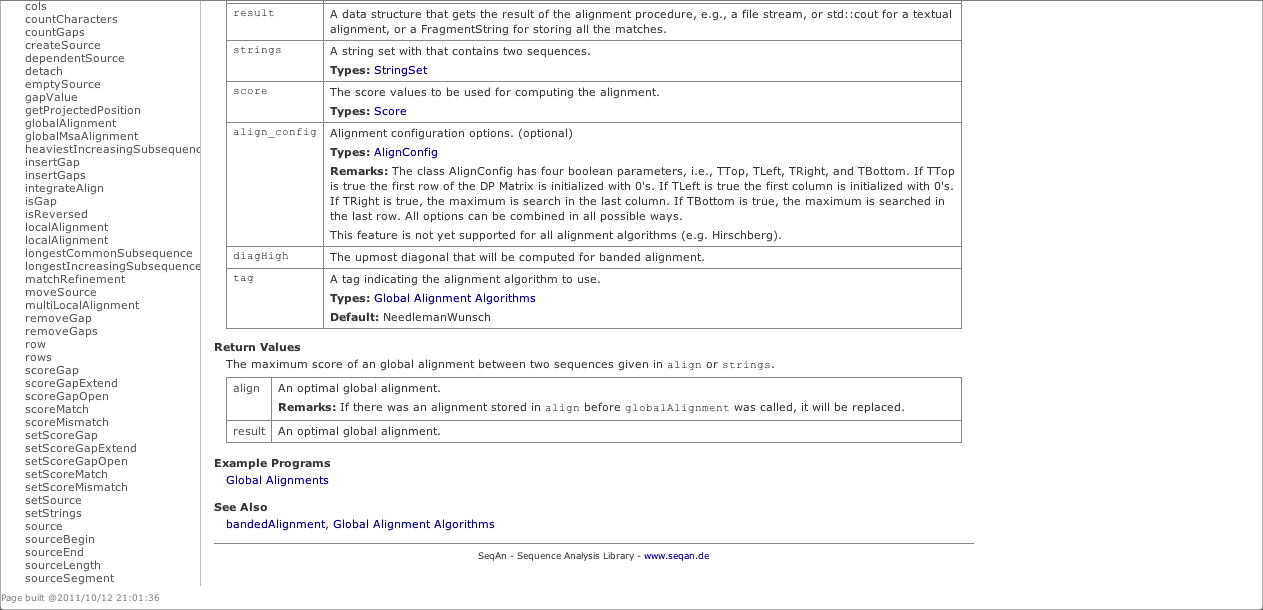 cols
countCharacters
countGaps
createSource
dependentSource
detach
emptySource
gapValue
getProjectedPosition
globalAlignment
globalMsaAlignment
heaviestIncreasingSubsequenc
insertGap
insertGaps
integrateAlign
isGap
isReversed
localAlignment
localAlignment
longestCommonSubsequence
longestIncreasingSubsequence
matchRefinement
moveSource
multiLocalAlignment
removeGap
removeGaps
row
rows
scoreGap
scoreGapExtend
scoreGapOpen
scoreMatch
scoreMismatch
setScoreGap
setScoreGapExtend
setScoreGapOpen
setScoreMatch
setScoreMismatch
setSource
setStrings
source
sourceBegin
sourceEnd
sourceLength
sourceSegment
result
A data structure that gets the result of the alignment procedure, e.g., a file stream, or std::cout for a textual
alignment, or a FragmentString for storing all the matches.
strings
A string set with that contains two sequences.
Types: StringSet
score
The score values to be used for computing the alignment.
Types: Score
align_config
Alignment configuration options. (optional)
Types: AlignConfig
Remarks: The class AlignConfig has four boolean parameters, i.e., TTop, TLeft, TRight, and TBottom. If TTop
is true the first row of the DP Matrix is initialized with 0's. If TLeft is true the first column is initialized with 0's.
If TRight is true, the maximum is search in the last column. If TBottom is true, the maximum is searched in
the last row. All options can be combined in all possible ways.
This feature is not yet supported for all alignment algorithms (e.g. Hirschberg).
diagHigh
The upmost diagonal that will be computed for banded alignment.
tag
A tag indicating the alignment algorithm to use.
Types: Global Alignment Algorithms
Default: NeedlemanWunsch
Return Values
The maximum score of an global alignment between two sequences given in align or strings.
align
An optimal global alignment.
Remarks: If there was an alignment stored in align before globalAlignment was called, it will be replaced.
result
An optimal global alignment.
Example Programs
Global Alignments
See Also
bandedAlignment, Global Alignment Algorithms
SeqAn - Sequence Analysis Library - www.seqan.de
Page built @2011/10/12 21:01:36